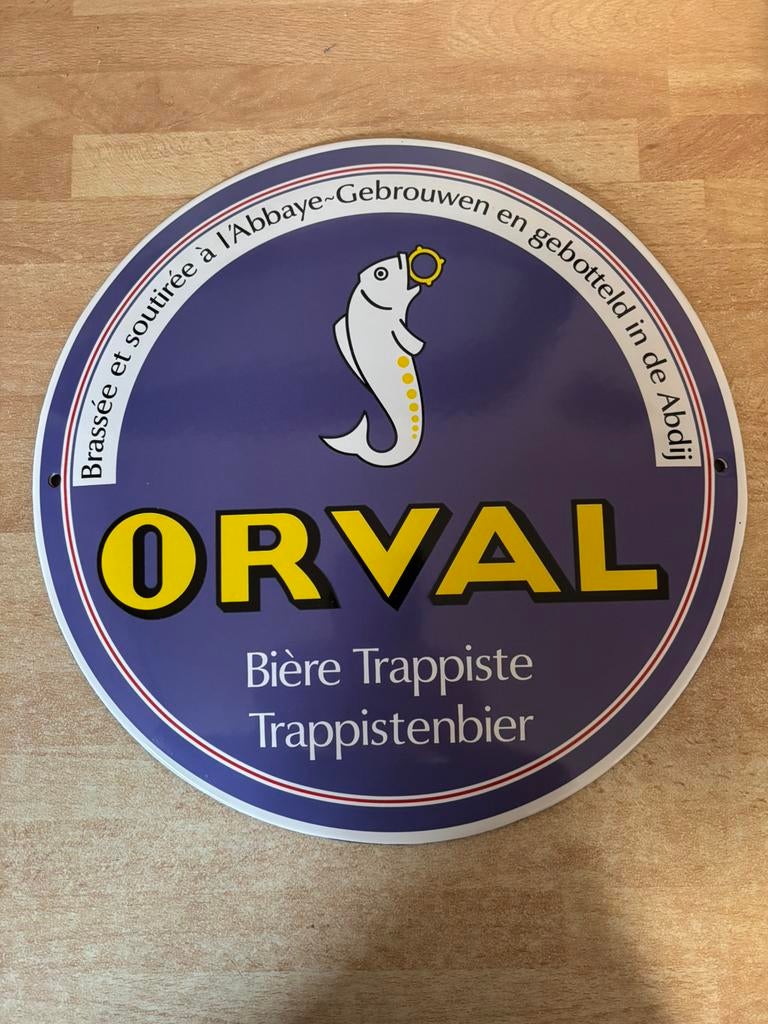 Brassée et soutirée à l'Abbaye~Gebrouwen en gebotteld in de Abdij
ORVAL
Bière Trappiste
Trappistenbier